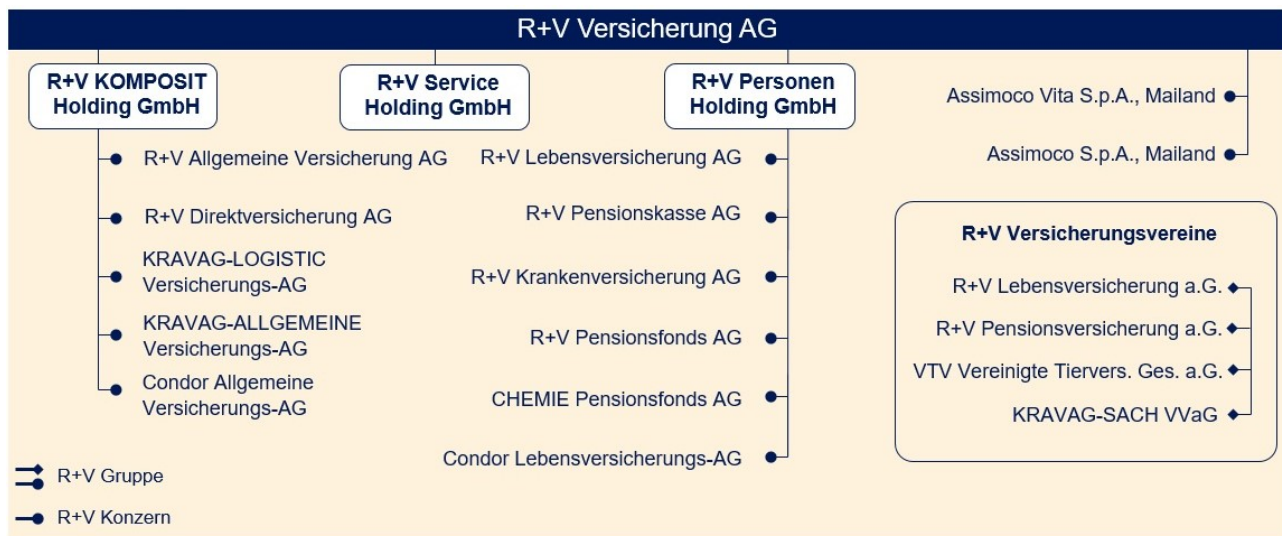 R+V Versicherung AG
R+V KOMPOSIT
Holding GmbH
R+V Allgemeine Versicherung AG
R+V Direktversicherung AG
KRAVAG-LOGISTIC
Versicherungs-AG
KRAVAG-ALLGEMEINE
Versicherungs-AG
Condor Allgemeine
Versicherungs-AG
R+V Service
Holding GmbH
R+V Personen
Holding GmbH
R+V Lebensversicherung AG
R+V Pensionskasse AG
R+V Krankenversicherung AG
R+V Pensionsfonds AG
CHEMIE Pensionsfonds AG
Condor Lebensversicherungs-AG
Assimoco Vita S.p.A., Mailand
Assimoco S.p.A., Mailand
R+V Versicherungsvereine
R+V Lebensversicherung a.G.
R+V Pensionsversicherung a.G.
VTV Vereinigte Tiervers. Ges. a.G.
KRAVAG-SACH VVaG
R+V Gruppe
R+V Konzern